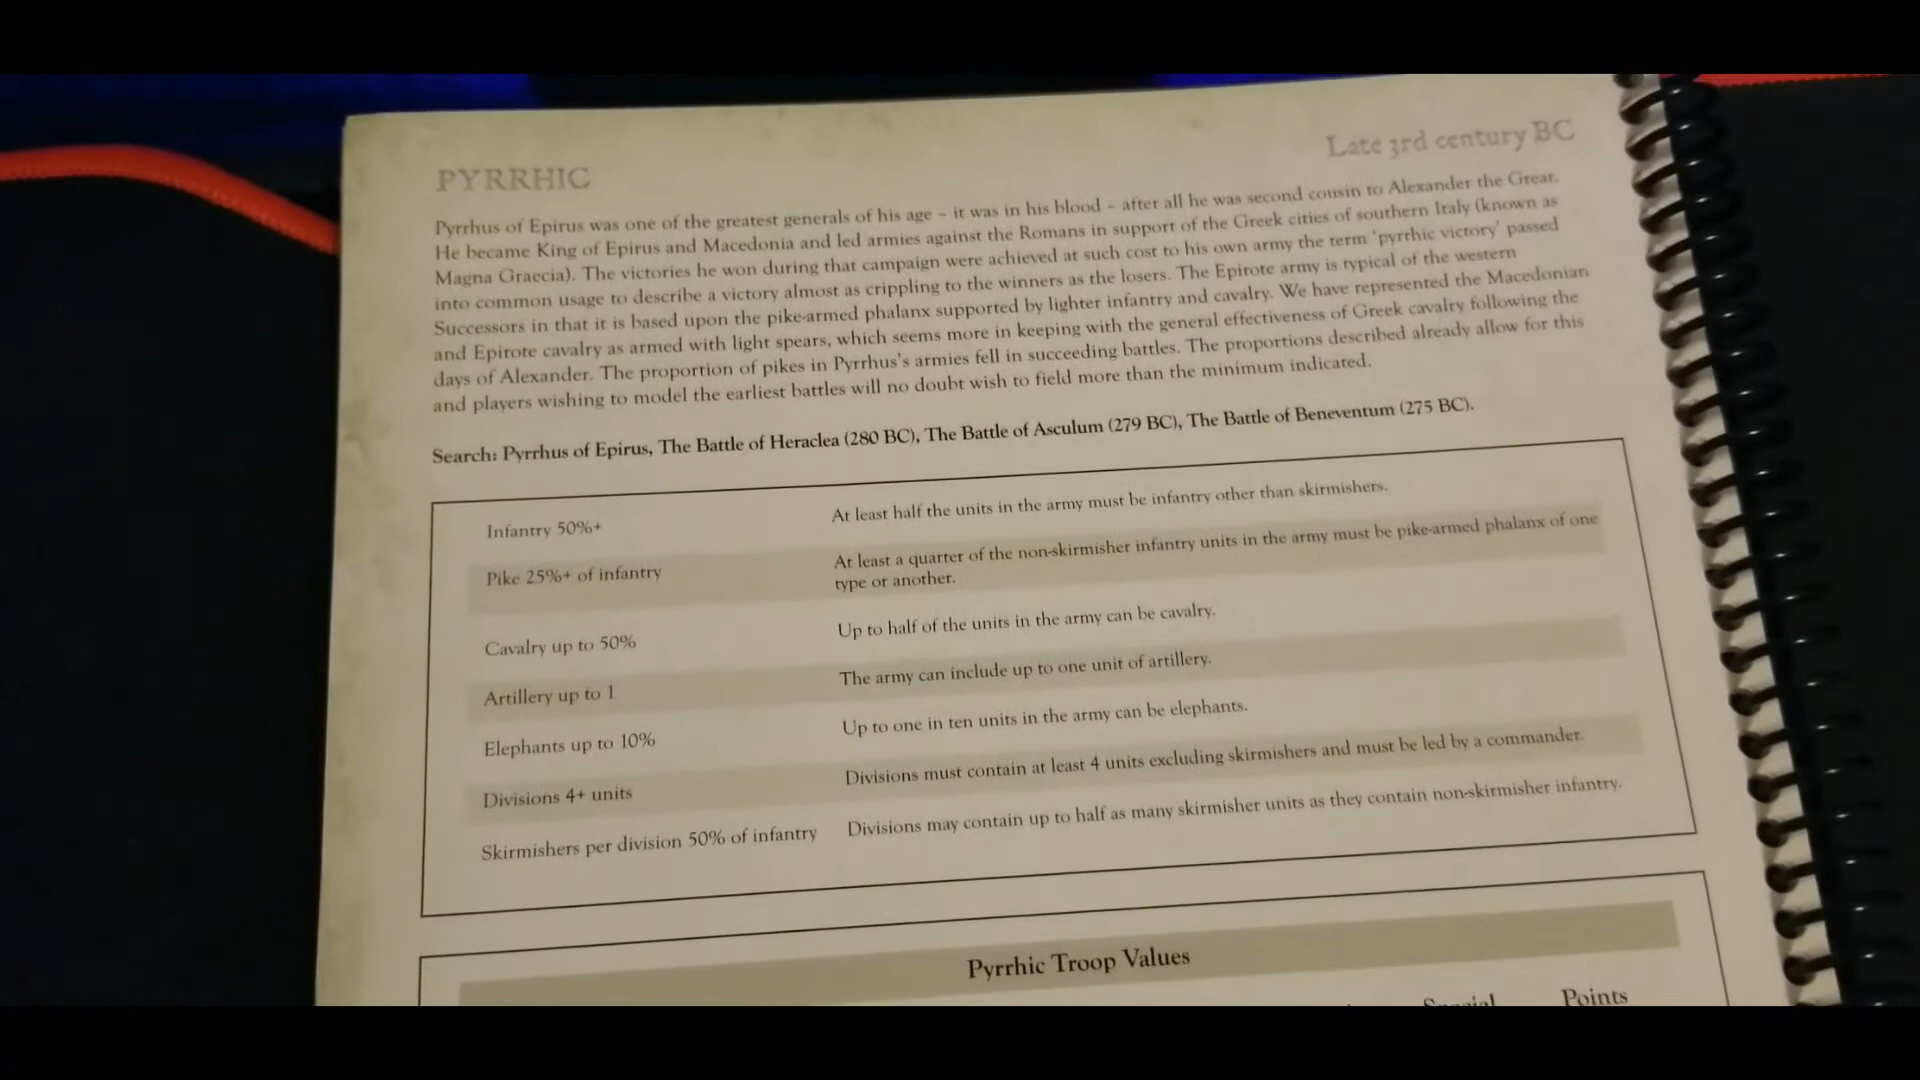 PYRRHIC
Late 3rd century BC
Pyrrhus of Epirus was one of the greatest generals of his age – it was in his blood – after all he was second cousin to Alexander the Great.
He became King of Epirus and Macedonia and led armies against the Romans in support of the Greek cities of southern Italy (known as
Magna Graecia). The victories he won during that campaign were achieved at such cost to his own army the term 'pyrrhic victory' passed
into common usage to describe a victory almost as crippling to the winners as the losers. The Epirote army is typical of the western
Successors in that it is based upon the pike-armed phalanx supported by lighter infantry and cavalry. We have represented the Macedonian
and Epirote cavalry as armed with light spears, which seems more in keeping with the general effectiveness of Greek cavalry following the
days of Alexander. The proportion of pikes in Pyrrhus's armies fell in succeeding battles. The proportions described already allow for this
and players wishing to model the earliest battles will no doubt wish to field more than the minimum indicated.
Search: Pyrrhus of Epirus, The Battle of Heraclea (280 BC), The Battle of Asculum (279 BC), The Battle of Beneventum (275 BC).
Infantry 50%+ At least half the units in the army must be infantry other than skirmishers.
Pike 25%+ of infantry At least a quarter of the non-skirmisher infantry units in the army must be pike-armed phalanx of one
type or another.
Cavalry up to 50% Up to half of the units in the army can be cavalry.
Artillery up to 1 The army can include up to one unit of artillery.
Elephants up to 10% Up to one in ten units in the army can be elephants.
Divisions 4+ units Divisions must contain at least 4 units excluding skirmishers and must be led by a commander.
Skirmishers per division 50% of infantry Divisions may contain up to half as many skirmisher units as they contain non-skirmisher infantry.
Pyrrhic Troop Values
Special Points